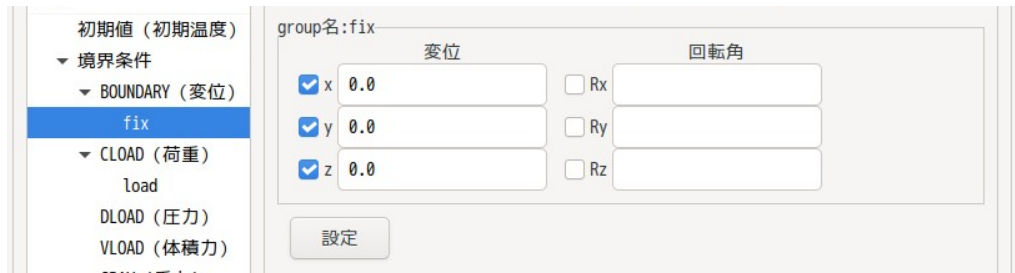 初期値 (初期温度)
境界条件
BOUNDARY (変位)
fix
CLOAD (荷重)
load
DLOAD (圧力)
VLOAD (体積力)
group名:fix
変位 回転角
x 0.0 Rx
y 0.0 Ry
z 0.0 Rz
設定